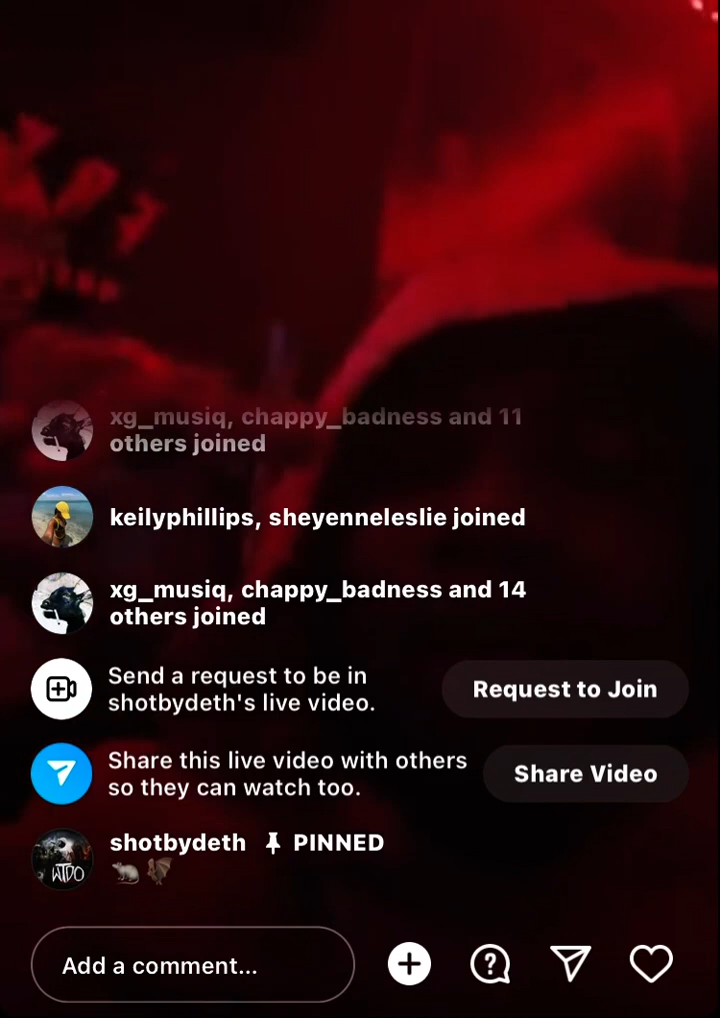 xg_musiq, chappy_badness and 11
others joined
keilyphillips, sheyenneleslie joined
xg_musiq, chappy_badness and 14
others joined
Send a request to be in
shotbydeth's live video.
Request to Join
Share this live video with others
so they can watch too.
Share Video
shotbydeth PINNED
WTDO
Add a comment...